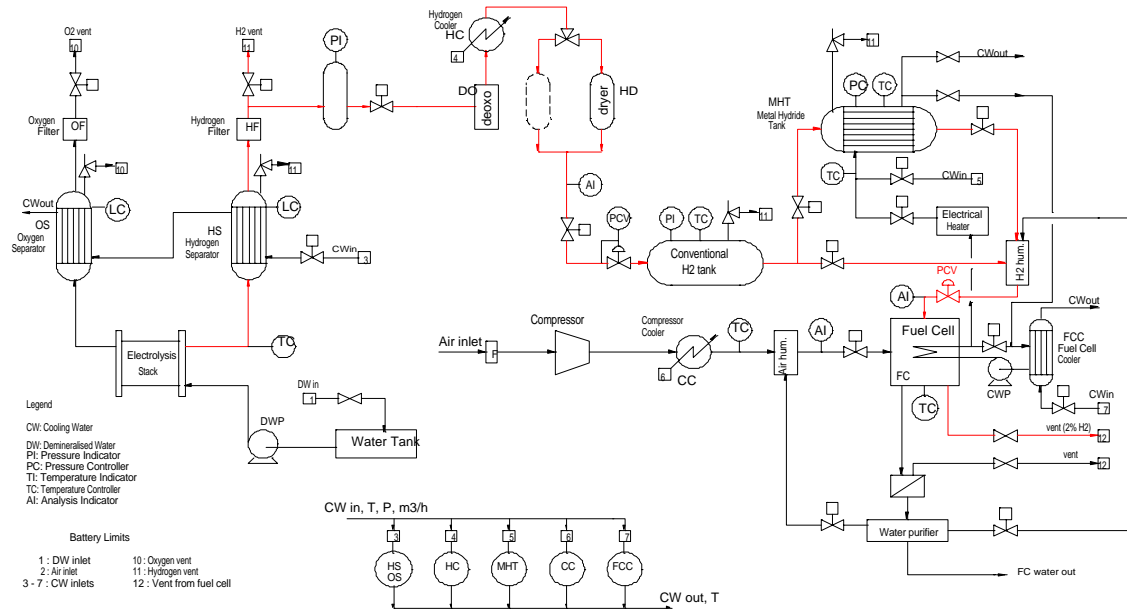 O2 vent
10
H2 vent
11
PI
Hydrogen
Cooler
HC
4
DO
deoxo
dryer
HD
Oxygen
Filter
OF
Hydrogen
Filter
HF
10
11
CWout
OS
Oxygen
Separator
LC
HS
Hydrogen
Separator
LC
CWin
3
AI
PCV
PI
TC
11
Conventional
H2 tank
11
MHT
Metal Hydride
Tank
PC
TC
CWout
TC
CWin
5
Electrical
Heater
H2 hum.
PCV
AI
Electrolysis
Stack
TC
Air inlet
Compressor
Compressor
Cooler
6
CC
TC
Air hum.
AI
Fuel Cell
FC
TC
CWP
CWout
FCC
Fuel Cell
Cooler
CWin
7
vent (2% H2)
12
vent
12
Water purifier
FC water out
DW in
1
DWP
Water Tank
Legend
CW: Cooling Water
DW: Demineralised Water
PI: Pressure Indicator
PC: Pressure Controller
TI: Temperature Indicator
TC: Temperature Controller
AI: Analysis Indicator
Battery Limits
1 : DW inlet
2 : Air inlet
3 - 7 : CW inlets
10 : Oxygen vent
11 : Hydrogen vent
12 : Vent from fuel cell
CW in, T, P, m3/h
3
4
5
6
7
HS
OS
HC
MHT
CC
FCC
CW out, T